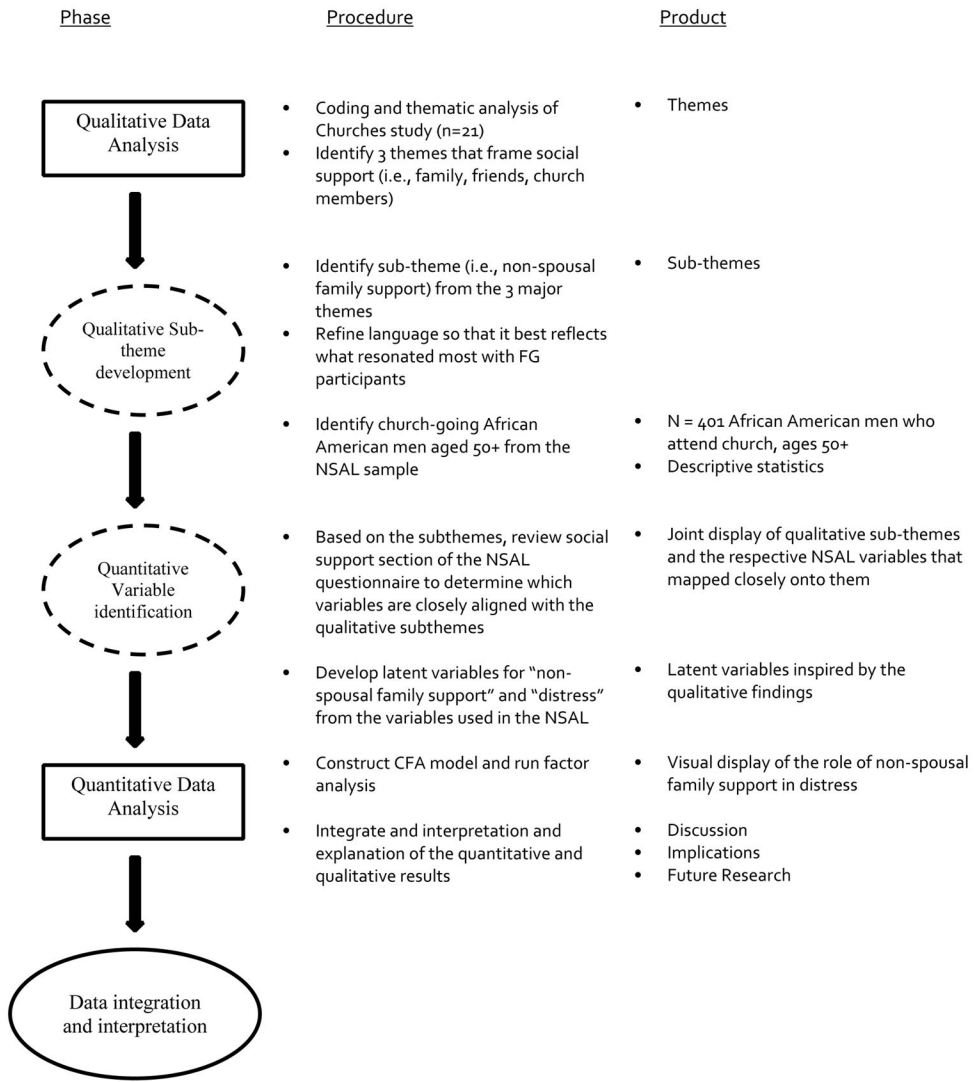 Phase Procedure Product
Qualitative Data
Analysis
• Coding and thematic analysis of
Churches study (n=21)
• Identify 3 themes that frame social
support (i.e., family, friends, church
members)
• Themes
Qualitative Sub-
theme
development
• Identify sub-theme (i.e., non-spousal
family support) from the 3 major
themes
• Refine language so that it best reflects
what resonated most with FG
participants
• Sub-themes
• Identify church-going African
American men aged 50+ from the
NSAL sample
• N = 401 African American men who
attend church, ages 50+
• Descriptive statistics
Quantitative
Variable
identification
• Based on the subthemes, review social
support section of the NSAL
questionnaire to determine which
variables are closely aligned with the
qualitative subthemes
• Joint display of qualitative sub-themes
and the respective NSAL variables that
mapped closely onto them
• Develop latent variables for “non-
spousal family support” and “distress”
from the variables used in the NSAL
• Latent variables inspired by the
qualitative findings
Quantitative Data
Analysis
• Construct CFA model and run factor
analysis
• Visual display of the role of non-spousal
family support in distress
• Integrate and interpretation and
explanation of the quantitative and
qualitative results
• Discussion
• Implications
• Future Research
Data integration
and interpretation